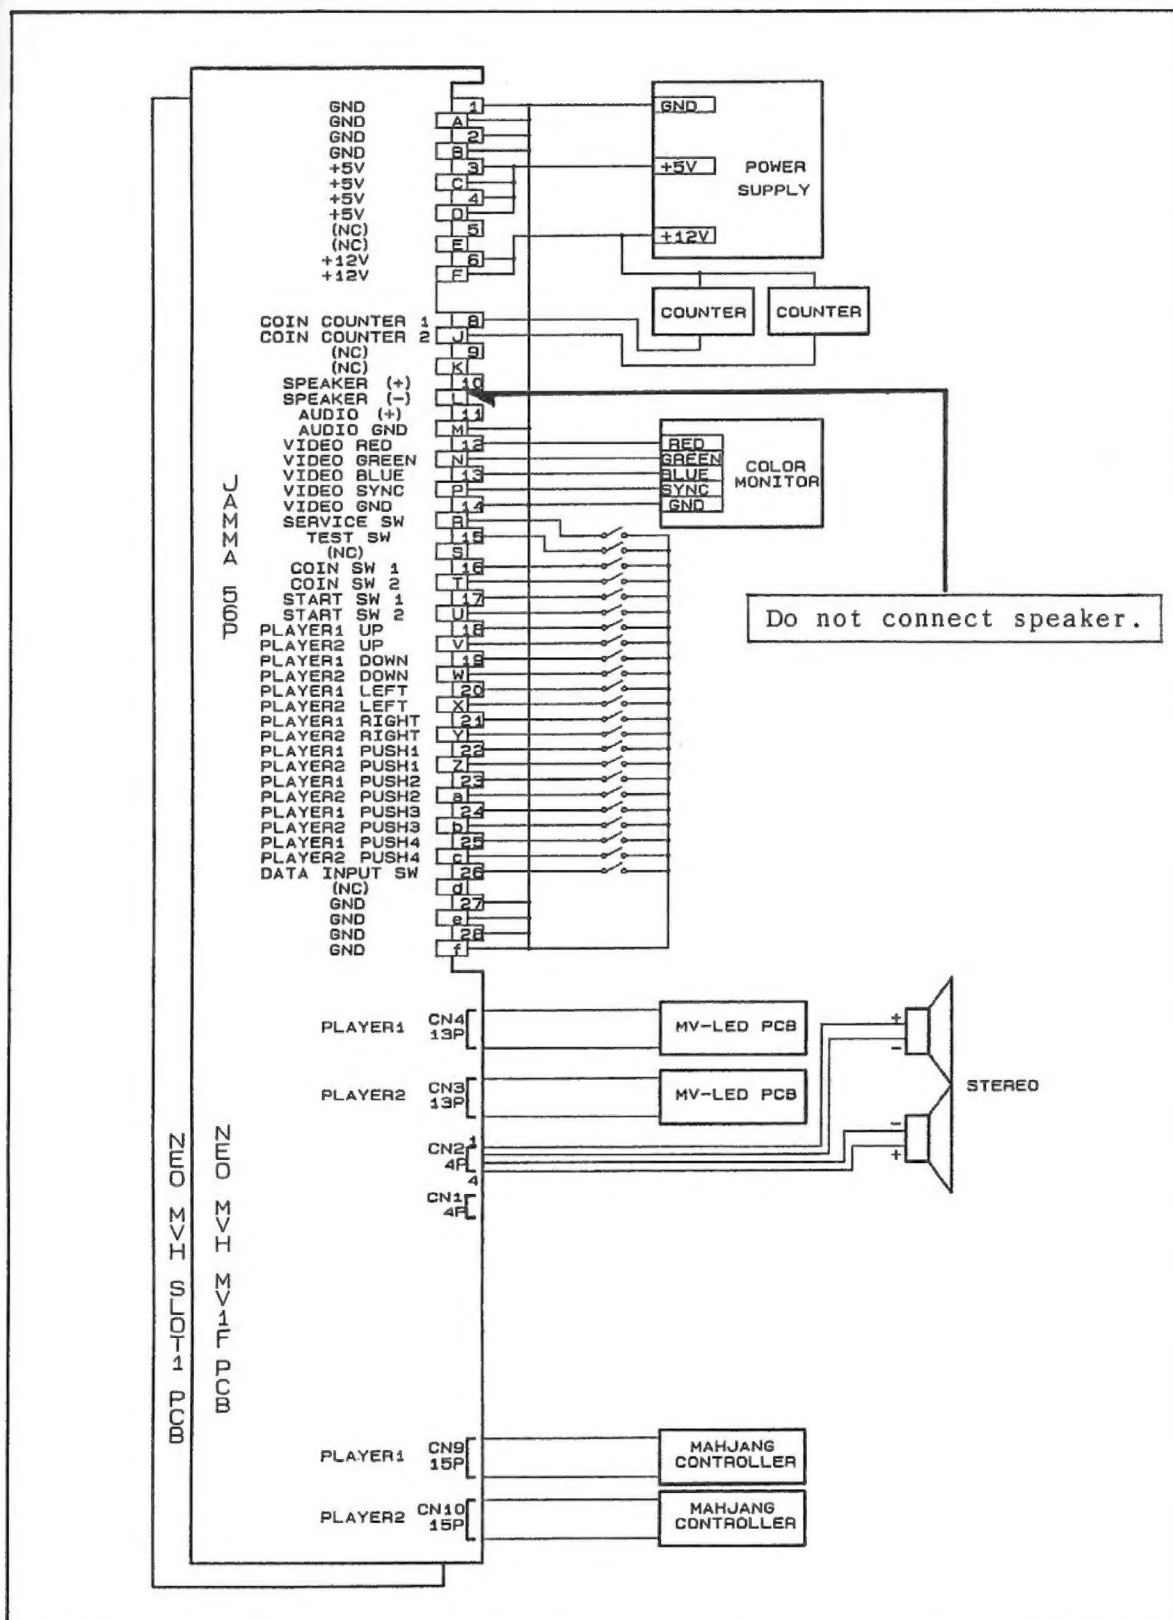 GND 1
GND A
GND 2
GND B
+5V 3
+5V C
+5V 4
+5V D
(NC) 5
(NC) E
+12V 6
+12V F
GND
+5V
+12V
POWER
SUPPLY
COUNTER
COUNTER
COIN COUNTER 1 8
COIN COUNTER 2 J
(NC) 9
(NC) K
SPEAKER (+) 10
SPEAKER (-) L
AUDIO (+) 11
AUDIO GND M
VIDEO RED 12
VIDEO GREEN N
VIDEO BLUE 13
VIDEO SYNC P
VIDEO GND 14
SERVICE SW R
TEST SW 15
(NC) S
COIN SW 1 16
COIN SW 2 T
START SW 1 17
START SW 2 U
PLAYER1 UP 18
PLAYER2 UP V
PLAYER1 DOWN 19
PLAYER2 DOWN W
PLAYER1 LEFT 20
PLAYER2 LEFT X
PLAYER1 RIGHT 21
PLAYER2 RIGHT Y
PLAYER1 PUSH1 22
PLAYER2 PUSH1 Z
PLAYER1 PUSH2 23
PLAYER2 PUSH2 a
PLAYER1 PUSH3 24
PLAYER2 PUSH3 b
PLAYER1 PUSH4 25
PLAYER2 PUSH4 c
DATA INPUT SW 26
(NC) d
GND 27
GND e
GND 28
GND f
RED
GREEN
BLUE
SYNC
GND
COLOR
MONITOR
Do not connect speaker.
JAMMA 56P
PLAYER1
CN4
13P
MV-LED PCB
PLAYER2
CN3
13P
MV-LED PCB
CN2 1
4P
4
CN1
4P
+
-
-
+
STEREO
NEO MVH SLOT1 PCB
NEO MVH MV1F PCB
PLAYER1
CN9
15P
MAHJANG
CONTROLLER
PLAYER2
CN10
15P
MAHJANG
CONTROLLER